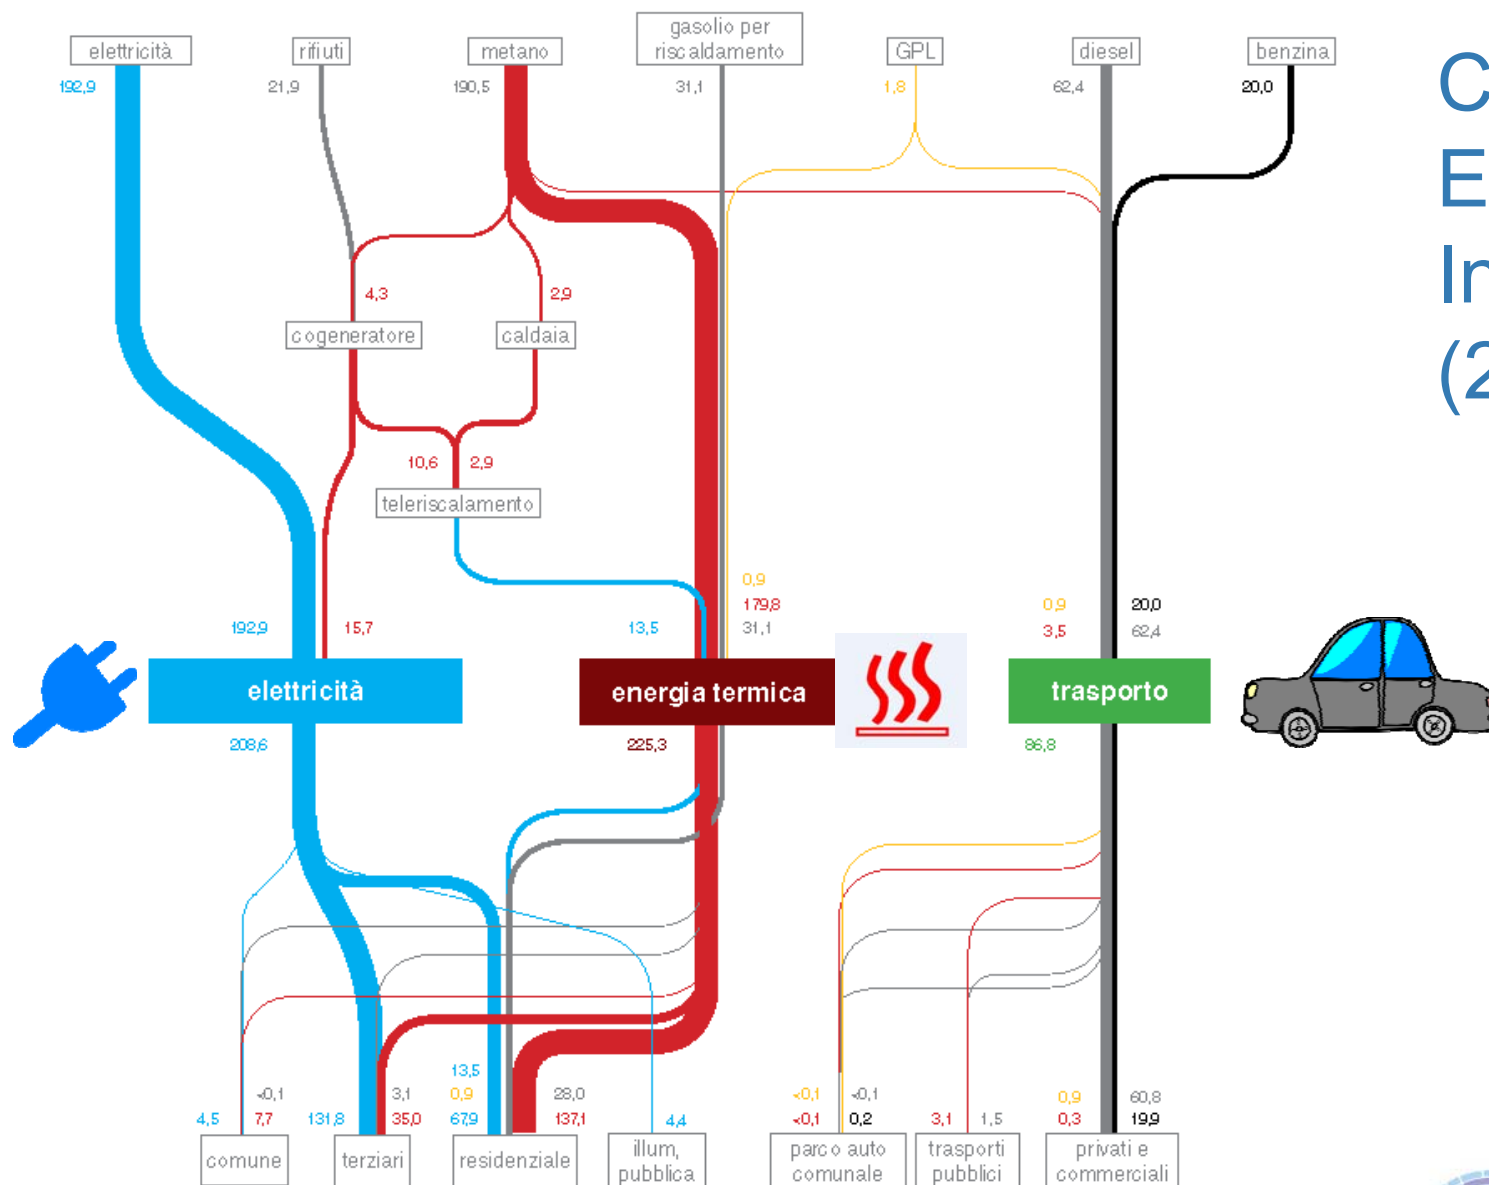 elettricità
rifiuti
metano
gasolio per
riscaldamento
GPL
diesel
benzina
192,9
21,9
190,5
31,1
1,8
62,4
20,0
C
E
In
(2
4,3
2,9
cogeneratore
caldaia
10,6
2,9
teleriscalamento
0,9
179,8
31,1
192,9
15,7
13,5
0,9
20,0
3,5
62,4
elettricità
energia termica
trasporto
208,6
225,3
86,8
<0,1
4,5
7,7
3,1
131,8
35,0
13,5
0,9
28,0
67,9
137,1
4,4
<0,1
<0,1
<0,1
0,2
3,1
1,5
0,9
60,8
0,3
19,9
comune
terziari
residenziale
illum,
pubblica
parco auto
comunale
trasporti
pubblici
privati e
commerciali